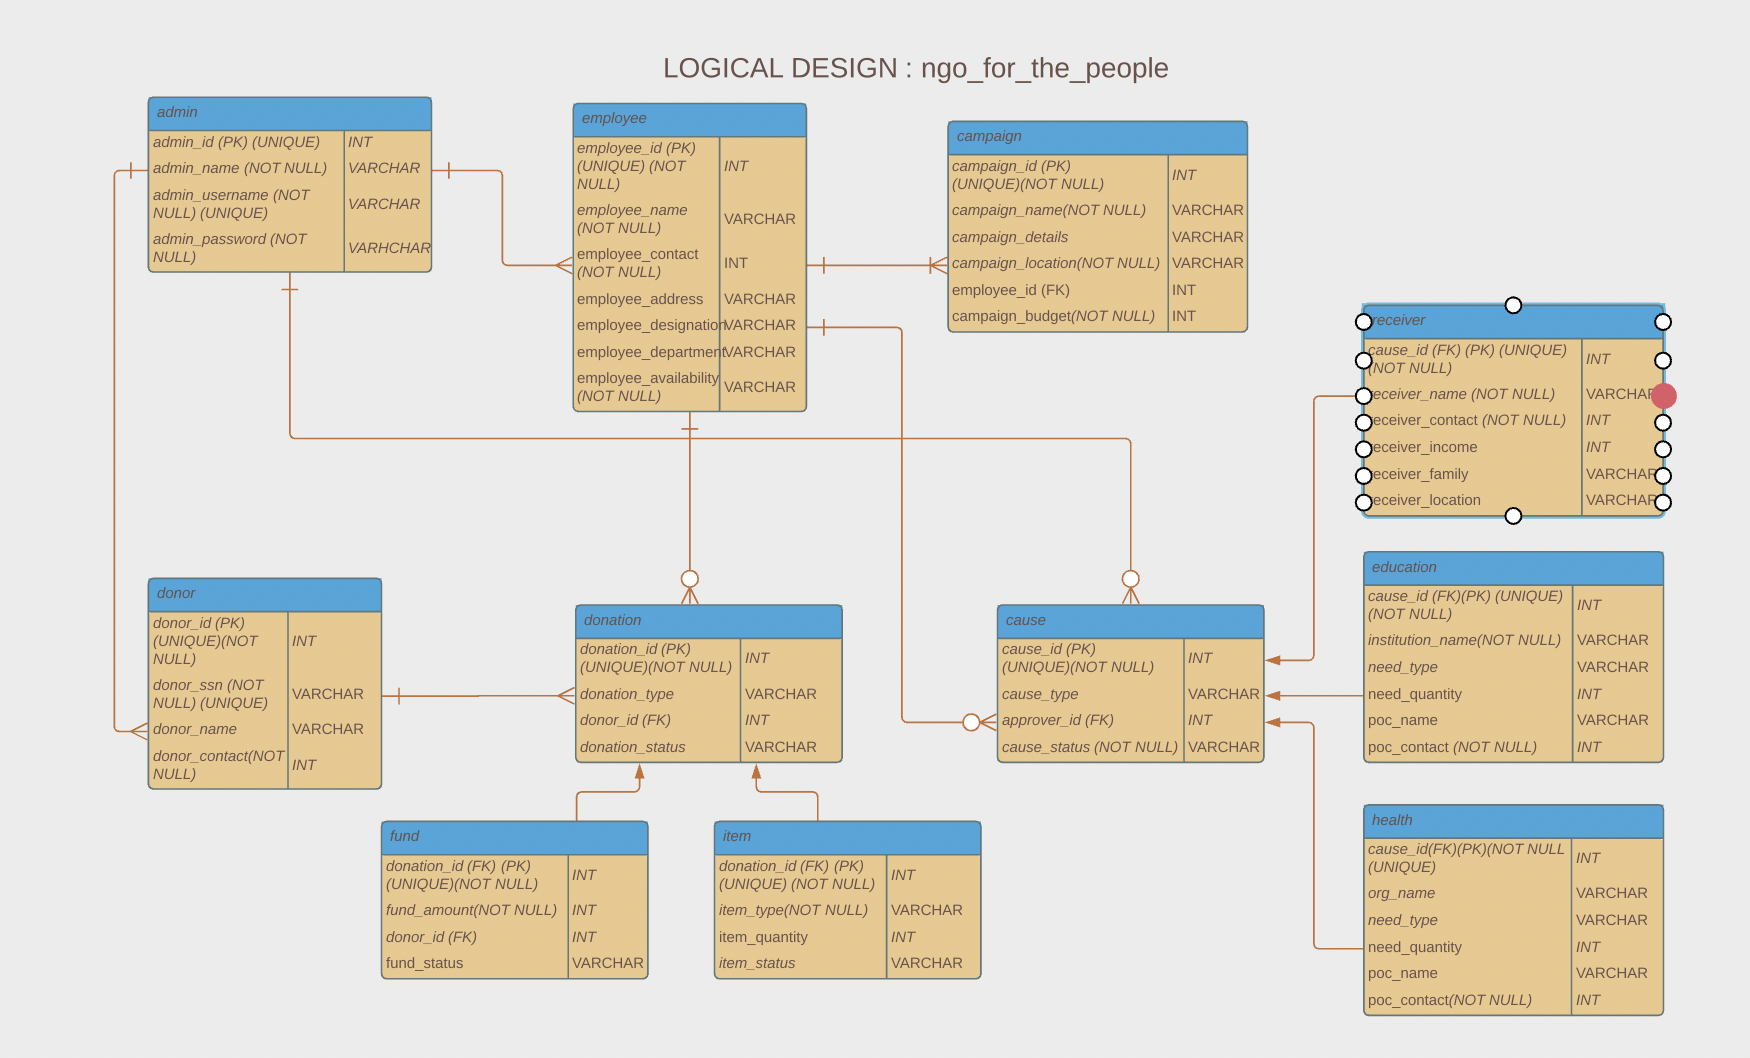 LOGICAL DESIGN : ngo_for_the_people
admin
admin_id (PK) (UNIQUE) INT
admin_name (NOT NULL) VARCHAR
admin_username (NOT
NULL) (UNIQUE) VARCHAR
admin_password (NOT
NULL) VARHCHAR
employee
employee_id (PK)
(UNIQUE) (NOT
NULL) INT
employee_name
(NOT NULL) VARCHAR
employee_contact
(NOT NULL) INT
employee_address VARCHAR
employee_designation VARCHAR
employee_department VARCHAR
employee_availability
(NOT NULL) VARCHAR
campaign
campaign_id (PK)
(UNIQUE)(NOT NULL) INT
campaign_name(NOT NULL) VARCHAR
campaign_details VARCHAR
campaign_location(NOT NULL) VARCHAR
employee_id (FK) INT
campaign_budget(NOT NULL) INT
receiver
cause_id (FK) (PK) (UNIQUE)
(NOT NULL) INT
receiver_name (NOT NULL) VARCHAR
receiver_contact (NOT NULL) INT
receiver_income INT
receiver_family VARCHAR
receiver_location VARCHAR
donor
donor_id (PK)
(UNIQUE)(NOT
NULL) INT
donor_ssn (NOT
NULL) (UNIQUE) VARCHAR
donor_name VARCHAR
donor_contact(NOT
NULL) INT
donation
donation_id (PK)
(UNIQUE)(NOT NULL) INT
donation_type VARCHAR
donor_id (FK) INT
donation_status VARCHAR
cause
cause_id (PK)
(UNIQUE)(NOT NULL) INT
cause_type VARCHAR
approver_id (FK) INT
cause_status (NOT NULL) VARCHAR
education
cause_id (FK)(PK) (UNIQUE)
(NOT NULL) INT
institution_name(NOT NULL) VARCHAR
need_type VARCHAR
need_quantity INT
poc_name VARCHAR
poc_contact (NOT NULL) INT
fund
donation_id (FK) (PK)
(UNIQUE)(NOT NULL) INT
fund_amount(NOT NULL) INT
donor_id (FK) INT
fund_status VARCHAR
item
donation_id (FK) (PK)
(UNIQUE) (NOT NULL) INT
item_type(NOT NULL) VARCHAR
item_quantity INT
item_status VARCHAR
health
cause_id(FK)(PK)(NOT NULL
(UNIQUE) INT
org_name VARCHAR
need_type VARCHAR
need_quantity INT
poc_name VARCHAR
poc_contact(NOT NULL) INT